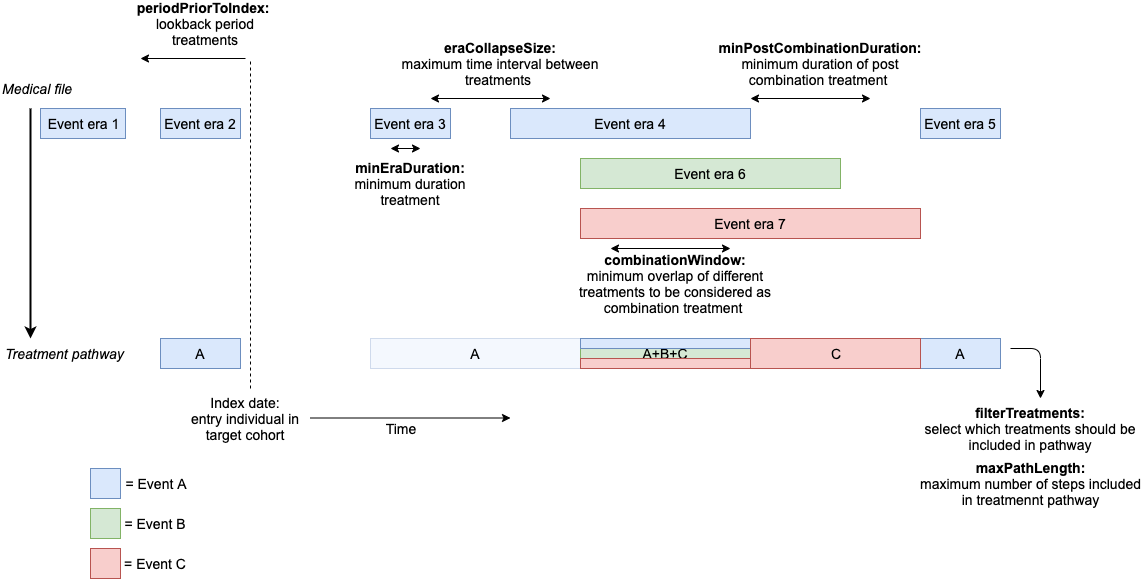 periodPriorToIndex:
lookback period
treatments
eraCollapseSize:
maximum time interval between
treatments
minPostCombinationDuration:
minimum duration of post
combination treatment
Medical file
Event era 1
Event era 2
Event era 3
Event era 4
Event era 5
minEraDuration:
minimum duration
treatment
Event era 6
Event era 7
combinationWindow:
minimum overlap of different
treatments to be considered as
combination treatment
Treatment pathway
A
A
A+B+C
C
A
Index date:
entry individual in
target cohort
Time
filterTreatments:
select which treatments should be
included in pathway
maxPathLength:
maximum number of steps included
in treatmennt pathway
= Event A
= Event B
= Event C